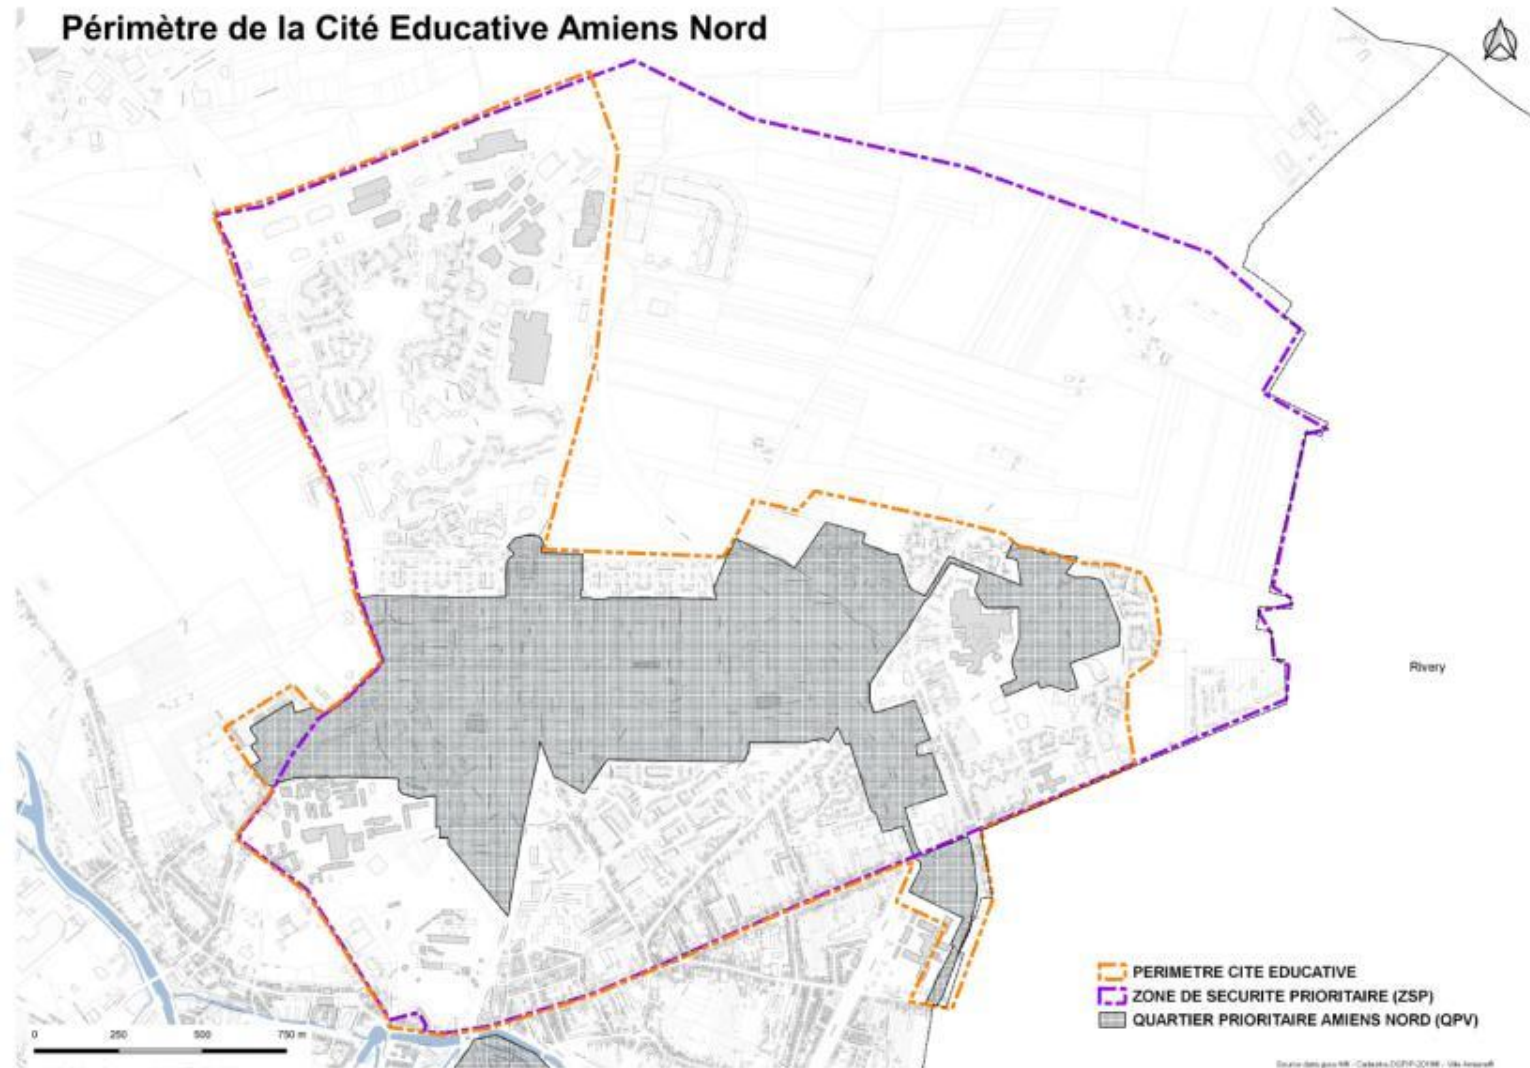 Périmètre de la Cité Educative Amiens Nord
Rivery
PERIMETRE CITE EDUCATIVE
ZONE DE SECURITE PRIORITAIRE (ZSP)
QUARTIER PRIORITAIRE AMIENS NORD (QPV)
0 250 500 750 m